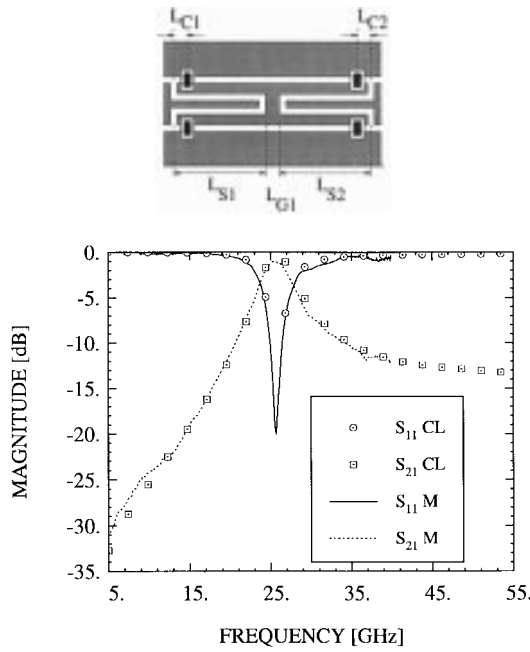 L_C1 L_C2
L_S1 L_G1 L_S2
0.
-5.
-10.
-15.
-20.
-25.
-30.
-35.
MAGNITUDE [dB]
S_11 CL
S_21 CL
S_11 M
S_21 M
5. 15. 25. 35. 45. 55.
FREQUENCY [GHz]